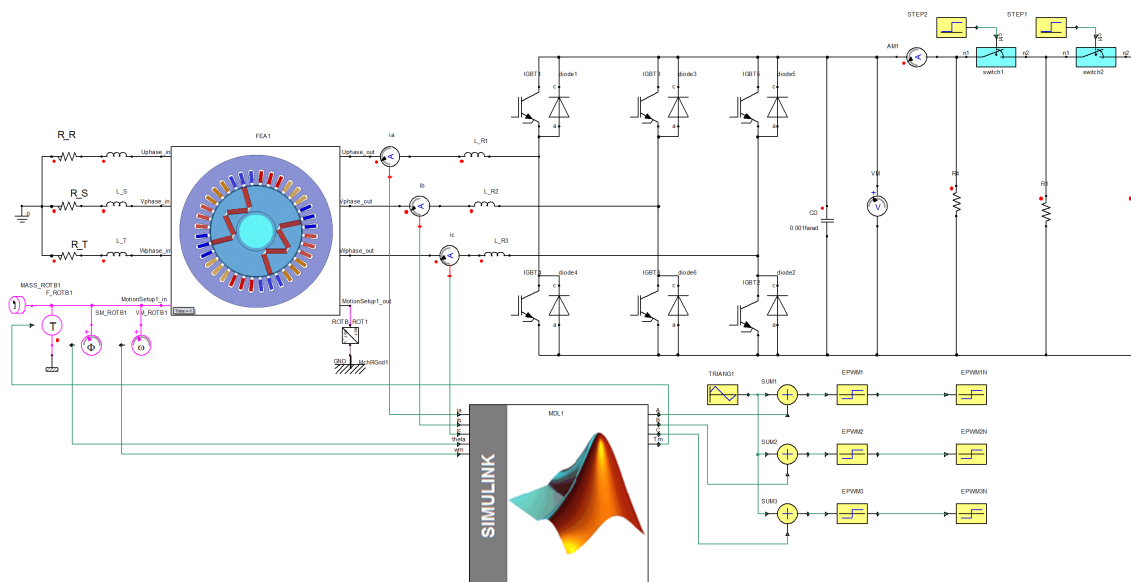 STEP2
STEP1
ctrl
ctrl
AM1
A
n1
n2
n1
n2
switch1
switch2
IGBT1
diode1
diode3
IGBT5
diode5
c
c
c
a
a
a
R_R
FEA1
ia
Uphase_in
Uphase_out
A
L_R1
R_S
L_S
ib
VM
Vphase_in
Vphase_out
A
L_R2
V
R3
0
CD
0.001farad
R_T
L_T
ic
Wphase_in
Wphase_out
A
L_R3
IGBT4
diode4
diode6
IGBT2
diode2
c
c
c
a
a
a
MASS_ROTB1
F_ROTB1
MotionSetup1_in
MotionSetup1_out
SM_ROTB1
VM_ROTB1
T
Φ
ω
ROTB_ROT1
GND
MchRGnd1
TRIANG1
SUM1
EPWM1
EPWM1N
MDL1
A
theta
wm
Tm
SUM2
EPWM2
EPWM2N
SIMULINK
SUM3
EPWM3
EPWM3N